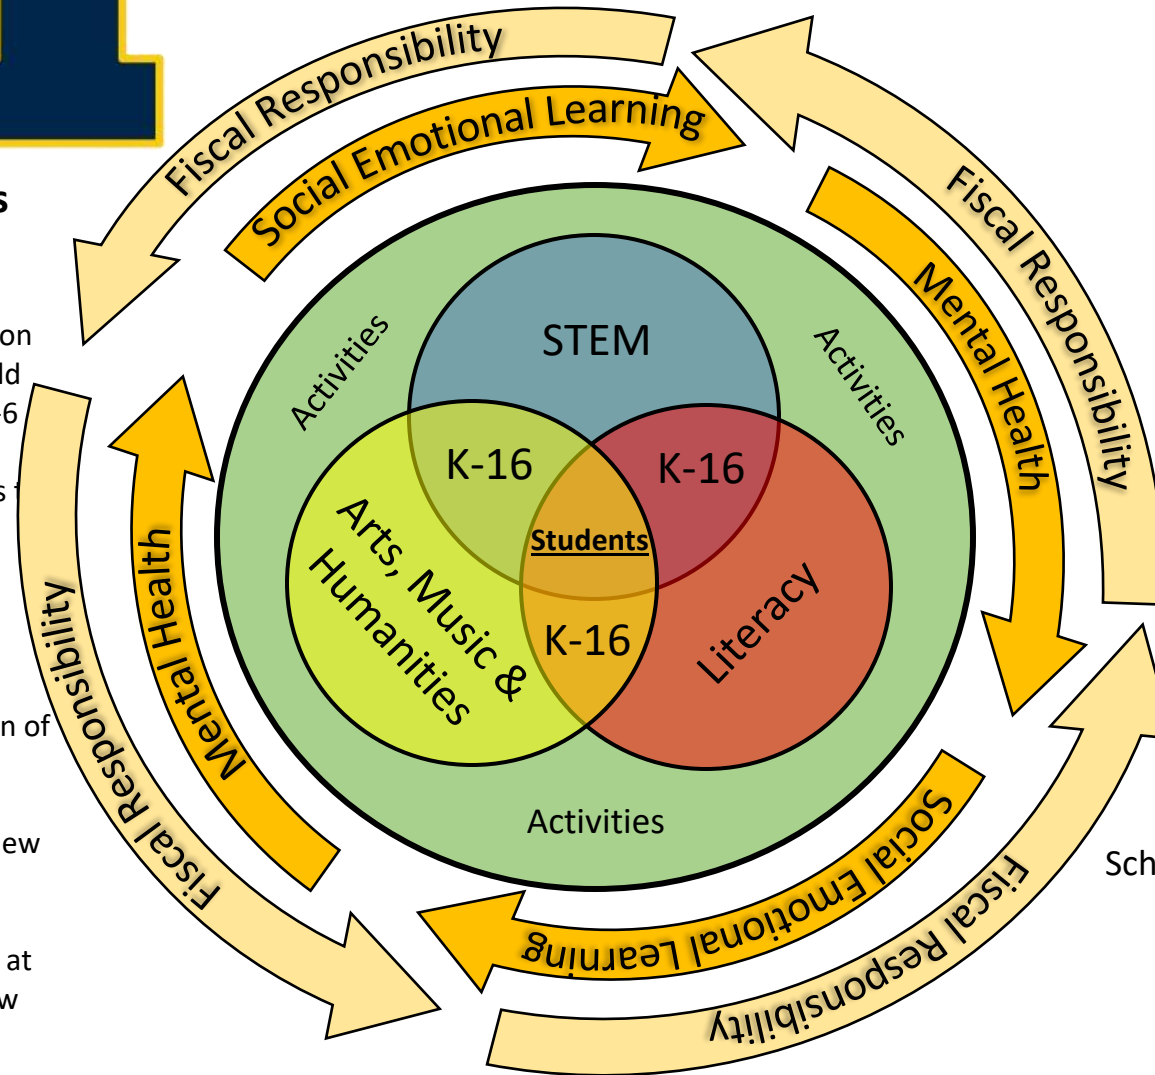 Fiscal Responsibility
Social Emotional Learning
Fiscal Responsibility
Mental Health
Activities
Activities
STEM
K-16
K-16
Students
Arts, Music &
Humanities
K-16
Literacy
Activities
Mental Health
Fiscal Responsibility
Social Emotional Learning
Fiscal Responsibility
s
on
ld
-6
s
n of
ew
at
w
Sch